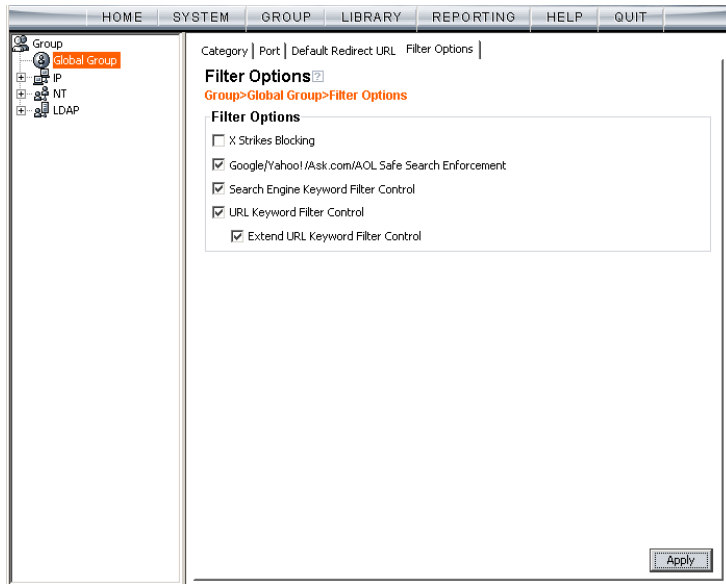 HOME SYSTEM GROUP LIBRARY REPORTING HELP QUIT
Group
Global Group
IP
NT
LDAP
Category Port Default Redirect URL Filter Options
Filter Options ?
Group>Global Group>Filter Options
Filter Options
X Strikes Blocking
Google/Yahoo!/Ask.com/AOL Safe Search Enforcement
Search Engine Keyword Filter Control
URL Keyword Filter Control
Extend URL Keyword Filter Control
Apply